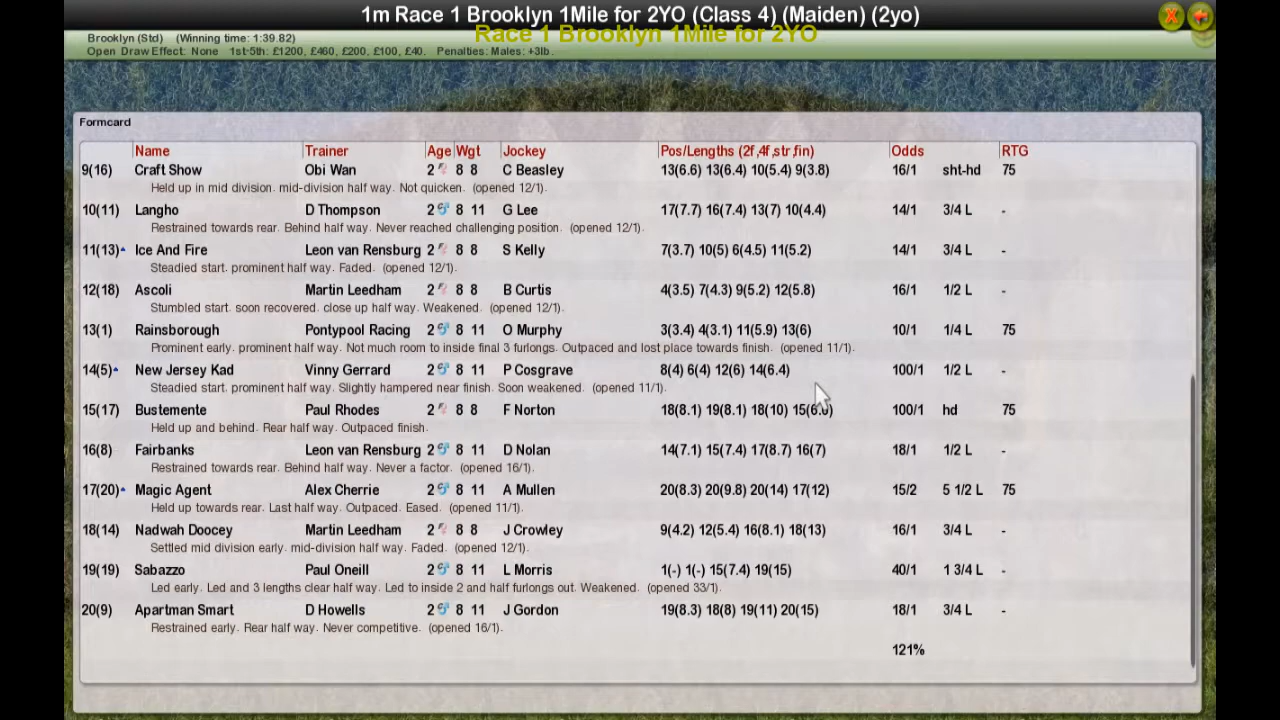 1m Race 1 Brooklyn 1Mile for 2YO (Class 4) (Maiden) (2yo)
Race 1 Brooklyn 1Mile for 2YO
Brooklyn (Std) (Winning time: 1:39.82)
Open Draw Effect: None 1st-5th: £1200, £460, £200, £100, £40. Penalties: Males: +3lb.
Formcard
Name Trainer Age Wgt Jockey Pos/Lengths (2f,4f,str,fin) Odds RTG
9(16) Craft Show Obi Wan 2 8 8 C Beasley 13(6.6) 13(6.4) 10(5.4) 9(3.8) 16/1 sht-hd 75
Held up in mid division. mid-division half way. Not quicken. (opened 12/1).
10(11) Langho D Thompson 2 8 11 G Lee 17(7.7) 16(7.4) 13(7) 10(4.4) 14/1 3/4 L -
Restrained towards rear. Behind half way. Never reached challenging position. (opened 12/1).
11(13) Ice And Fire Leon van Rensburg 2 8 8 S Kelly 7(3.7) 10(5) 6(4.5) 11(5.2) 14/1 3/4 L -
Steadied start. prominent half way. Faded. (opened 12/1).
12(18) Ascoli Martin Leedham 2 8 8 B Curtis 4(3.5) 7(4.3) 9(5.2) 12(5.8) 16/1 1/2 L -
Stumbled start. soon recovered. close up half way. Weakened. (opened 12/1).
13(1) Rainsborough Pontypool Racing 2 8 11 O Murphy 3(3.4) 4(3.1) 11(5.9) 13(6) 10/1 1/4 L 75
Prominent early. prominent half way. Not much room to inside final 3 furlongs. Outpaced and lost place towards finish. (opened 11/1).
14(5) New Jersey Kad Vinny Gerrard 2 8 11 P Cosgrave 8(4) 6(4) 12(6) 14(6.4) 100/1 1/2 L -
Steadied start. prominent half way. Slightly hampered near finish. Soon weakened. (opened 11/1).
15(17) Bustemente Paul Rhodes 2 8 8 F Norton 18(8.1) 19(8.1) 18(10) 100/1 hd 75
Held up and behind. Rear half way. Outpaced finish.
16(8) Fairbanks Leon van Rensburg 2 8 11 D Nolan 14(7.1) 15(7.4) 17(8.7) 16(7) 18/1 1/2 L -
Restrained towards rear. Behind half way. Never a factor. (opened 16/1).
17(20) Magic Agent Alex Cherrie 2 8 11 A Mullen 20(8.3) 20(9.8) 20(14) 17(12) 15/2 5 1/2 L 75
Held up towards rear. Last half way. Outpaced. Eased. (opened 11/1).
18(14) Nadwah Doocey Martin Leedham 2 8 8 J Crowley 9(4.2) 12(5.4) 16(8.1) 18(13) 16/1 3/4 L -
Settled mid division early. mid-division half way. Faded. (opened 12/1).
19(19) Sabazzo Paul Oneill 2 8 11 L Morris 1(-) 1(-) 15(7.4) 19(15) 40/1 1 3/4 L -
Led early. Led and 3 lengths clear half way. Led to inside 2 and half furlongs out. Weakened. (opened 33/1).
20(9) Apartman Smart D Howells 2 8 11 J Gordon 19(8.3) 18(8) 19(11) 20(15) 18/1 3/4 L -
Restrained early. Rear half way. Never competitive. (opened 16/1).
121%